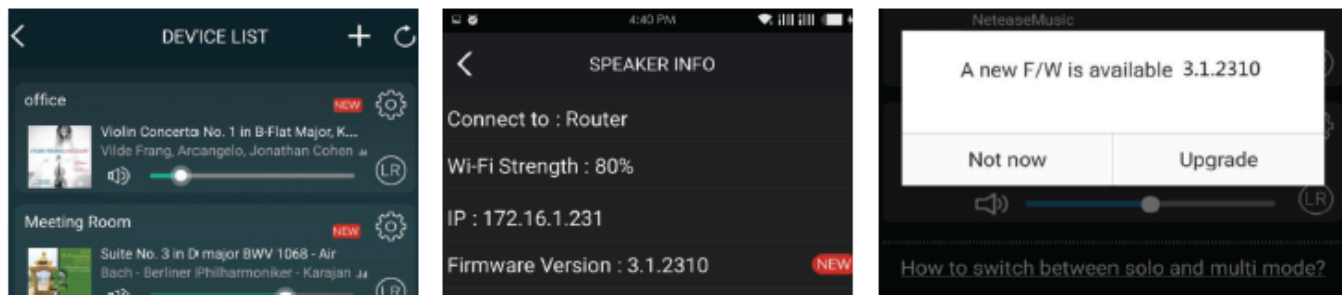 DEVICE LIST
office
NEW
Violin Concerto No. 1 in B-Flat Major, K...
Vilde Frang, Arcangelo, Jonathan Cohen
LR
Meeting Room
NEW
Suite No. 3 in D major BWV 1068 - Air
Bach - Berliner Philharmoniker - Karajan
LR
4:40 PM
SPEAKER INFO
Connect to : Router
Wi-Fi Strength : 80%
IP : 172.16.1.231
Firmware Version : 3.1.2310 NEW
NeteaseMusic
A new F/W is available 3.1.2310
Not now Upgrade
LR
How to switch between solo and multi mode?